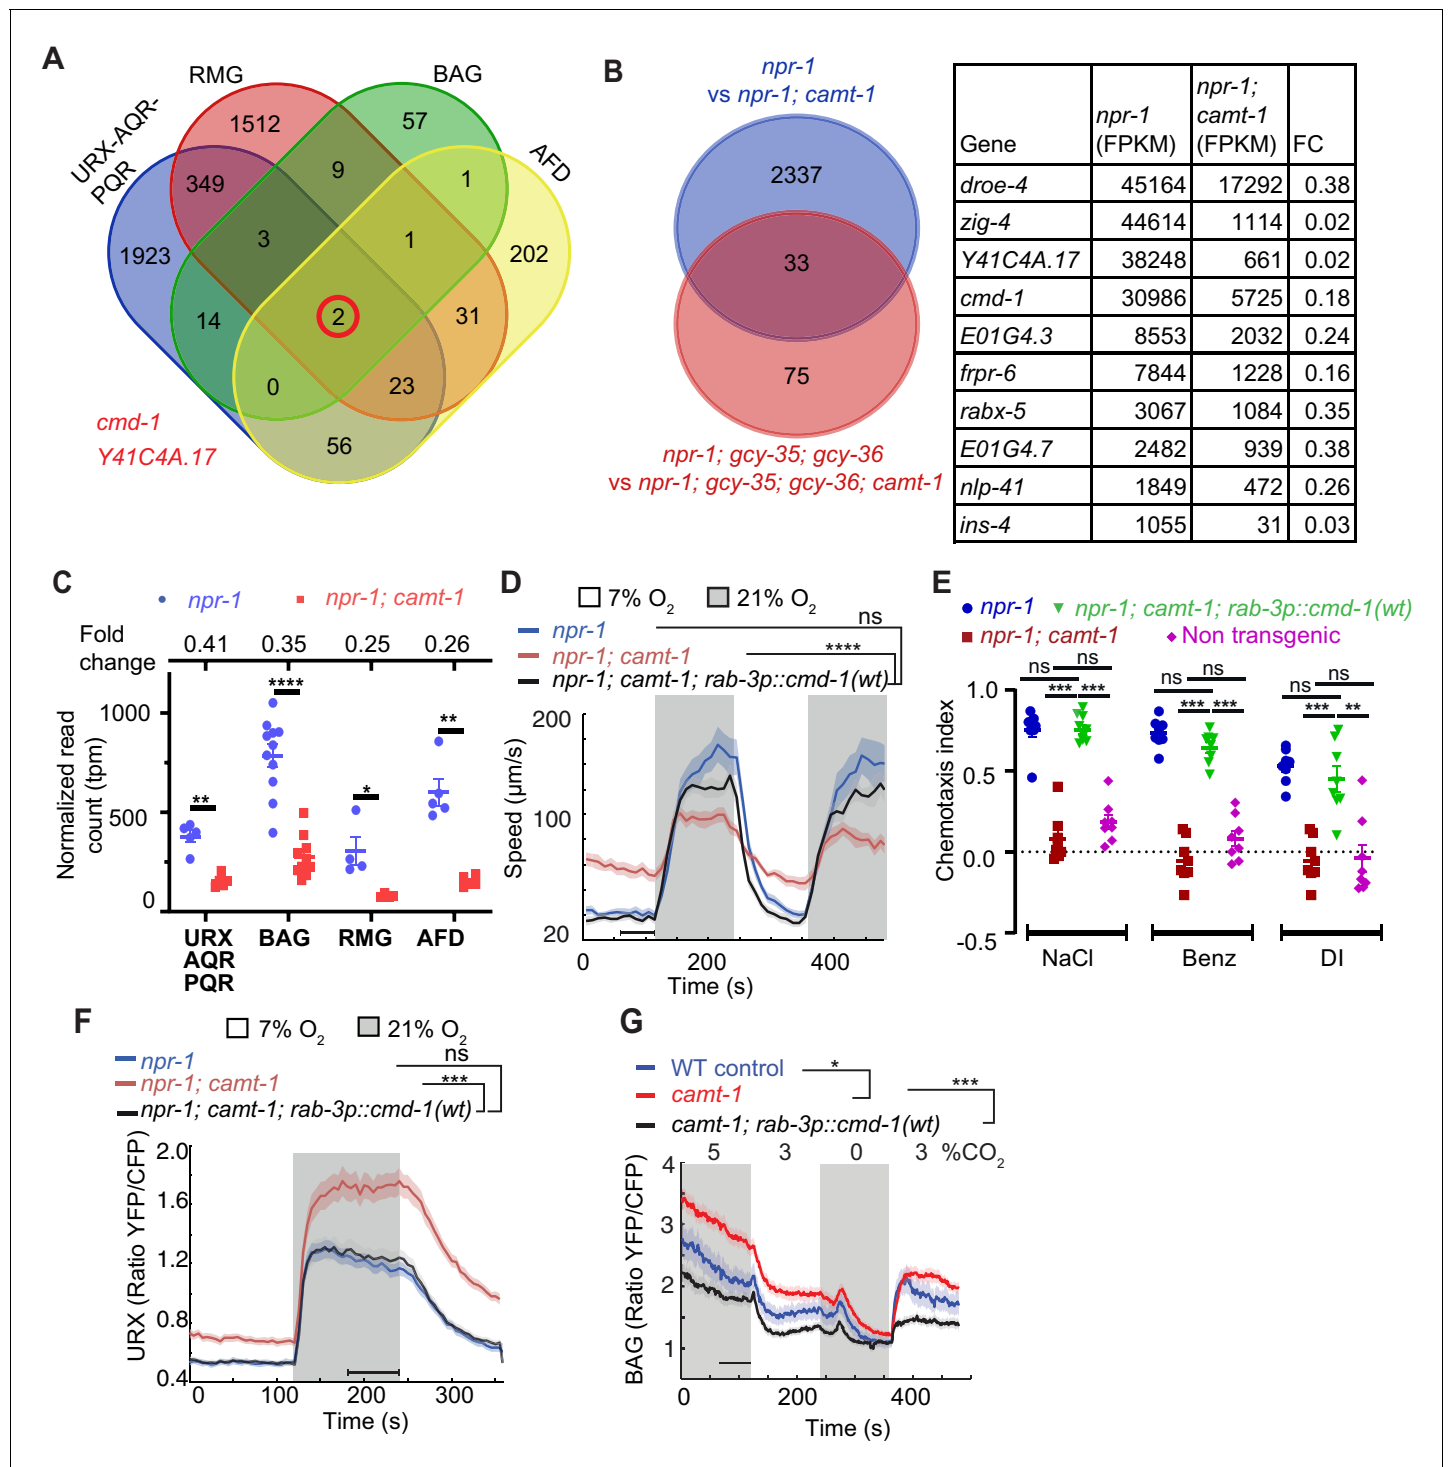 A
RMG
BAG
URX-AQR-
PQR
AFD
1512
57
349
9
1
1923
3
1
202
14
2
31
0
23
56
cmd-1
Y41C4A.17
B
npr-1
vs npr-1; camt-1
2337
33
75
npr-1; gcy-35; gcy-36
vs npr-1; gcy-35; gcy-36; camt-1
Gene npr-1 (FPKM) npr-1; camt-1 (FPKM) FC
droe-4 45164 17292 0.38
zig-4 44614 1114 0.02
Y41C4A.17 38248 661 0.02
cmd-1 30986 5725 0.18
E01G4.3 8553 2032 0.24
frpr-6 7844 1228 0.16
rabx-5 3067 1084 0.35
E01G4.7 2482 939 0.38
nlp-41 1849 472 0.26
ins-4 1055 31 0.03
C
npr-1 npr-1; camt-1
Fold
change
0.41 0.35 0.25 0.26
Normalized read
count (tpm)
1000
500
0
** **** * **
URX
AQR
PQR
BAG RMG AFD
D
7% O2 21% O2
npr-1
npr-1; camt-1
npr-1; camt-1; rab-3p::cmd-1(wt)
ns
****
Speed (µm/s)
200
100
20
0 200 400
Time (s)
E
npr-1 npr-1; camt-1; rab-3p::cmd-1(wt)
npr-1; camt-1 Non transgenic
ns ns ns ns ns ns
*** *** *** *** *** **
Chemotaxis index
1.0
0.5
0.0
-0.5
NaCl Benz DI
F
7% O2 21% O2
npr-1
npr-1; camt-1
npr-1; camt-1; rab-3p::cmd-1(wt)
ns
***
URX (Ratio YFP/CFP)
2.0
1.6
1.2
0.8
0.4
0 100 200 300
Time (s)
G
WT control
camt-1
camt-1; rab-3p::cmd-1(wt)
*
***
5 3 0 3 %CO2
BAG (Ratio YFP/CFP)
4
3
2
1
0 200 400
Time (s)